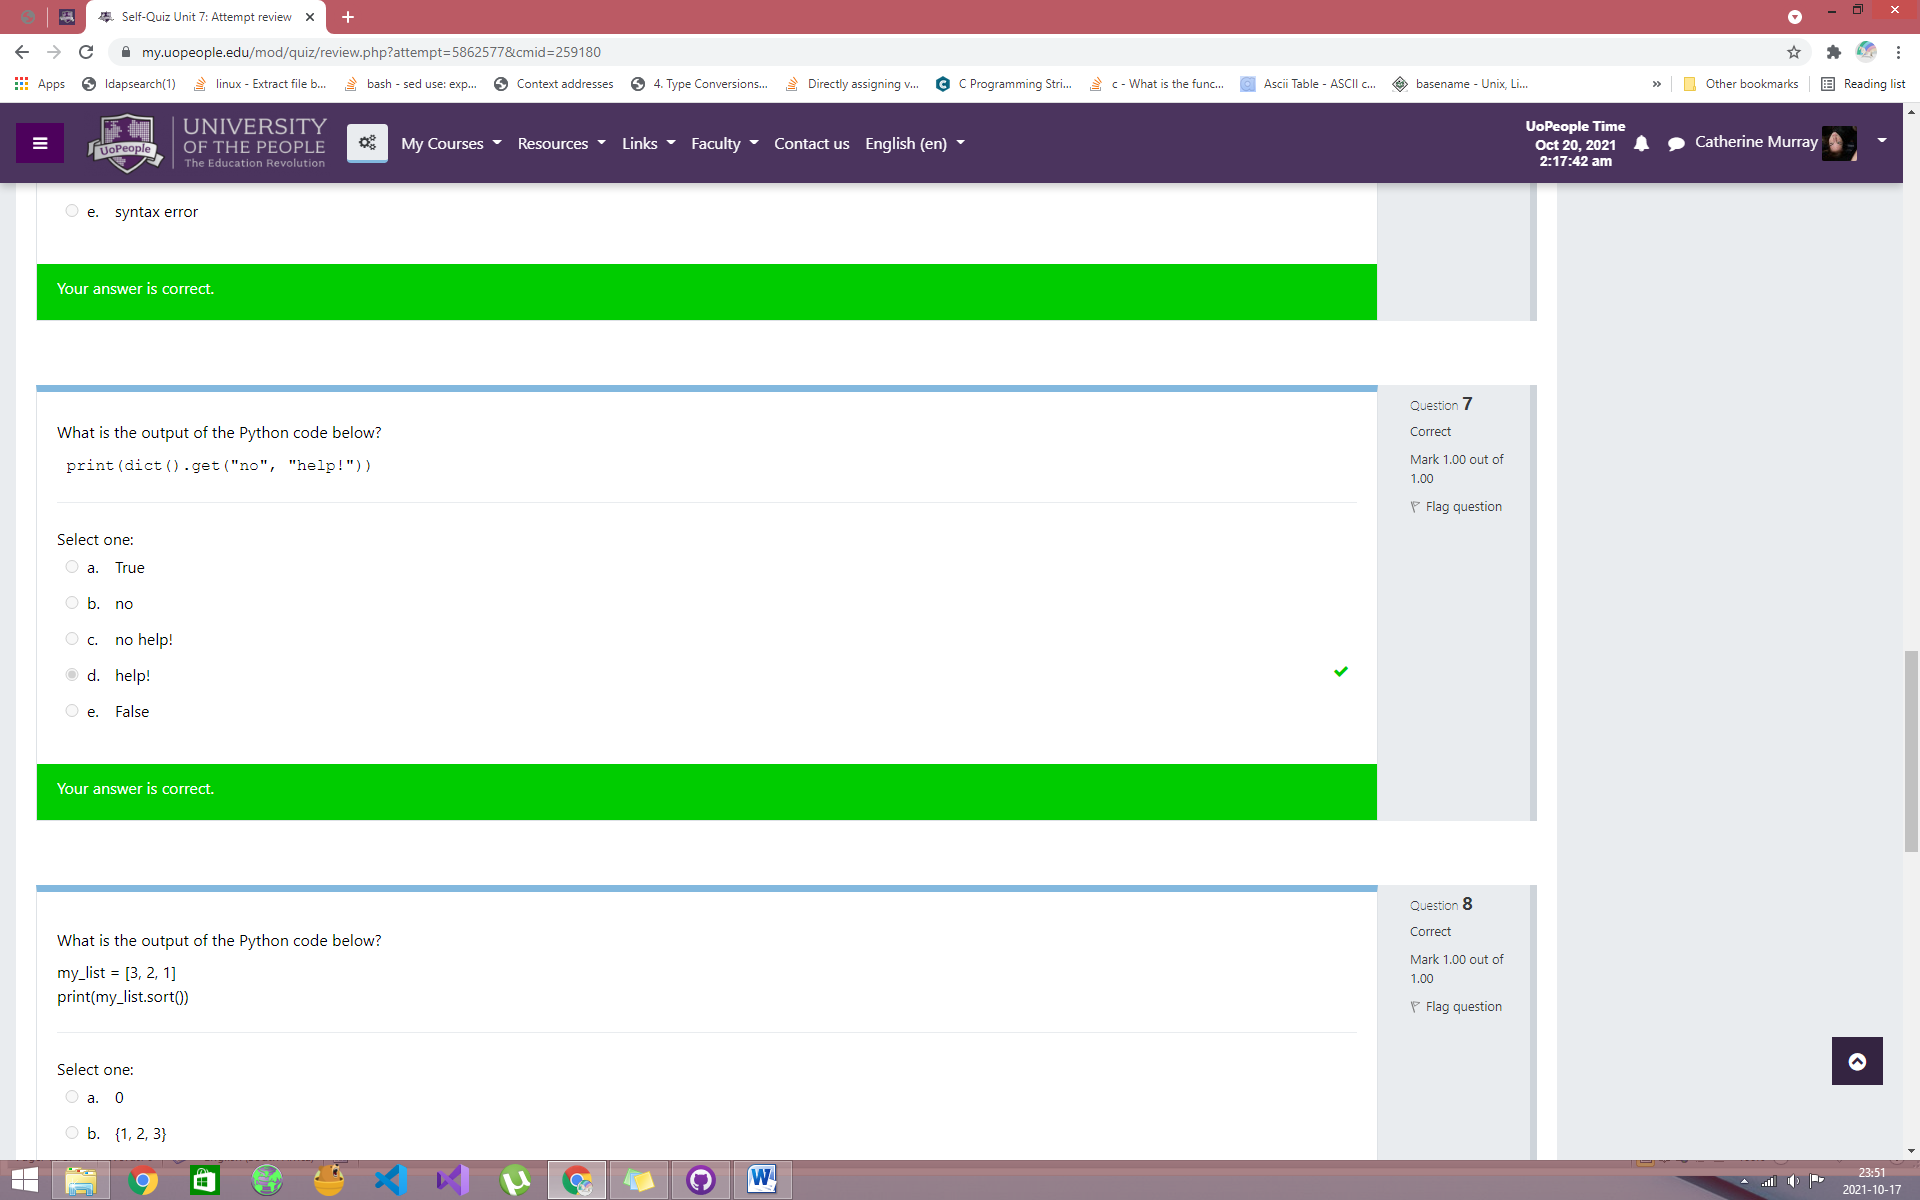 Self-Quiz Unit 7: Attempt review
my.uopeople.edu/mod/quiz/review.php?attempt=5862577&cmid=259180
Apps ldapsearch(1) linux - Extract file b... bash - sed use: exp... Context addresses 4. Type Conversions... Directly assigning v... C Programming Stri... c - What is the func... Ascii Table - ASCII c... basename - Unix, Li... » Other bookmarks Reading list
UoPeople
UNIVERSITY
OF THE PEOPLE
The Education Revolution
My Courses Resources Links Faculty Contact us English (en)
UoPeople Time
Oct 20, 2021
2:17:42 am
Catherine Murray
e. syntax error
Your answer is correct.
Question 7
Correct
Mark 1.00 out of
1.00
Flag question
What is the output of the Python code below?
print(dict().get("no", "help!"))
Select one:
a. True
b. no
c. no help!
d. help!
e. False
Your answer is correct.
Question 8
Correct
Mark 1.00 out of
1.00
Flag question
What is the output of the Python code below?
my_list = [3, 2, 1]
print(my_list.sort())
Select one:
a. 0
b. {1, 2, 3}
23:51
2021-10-17